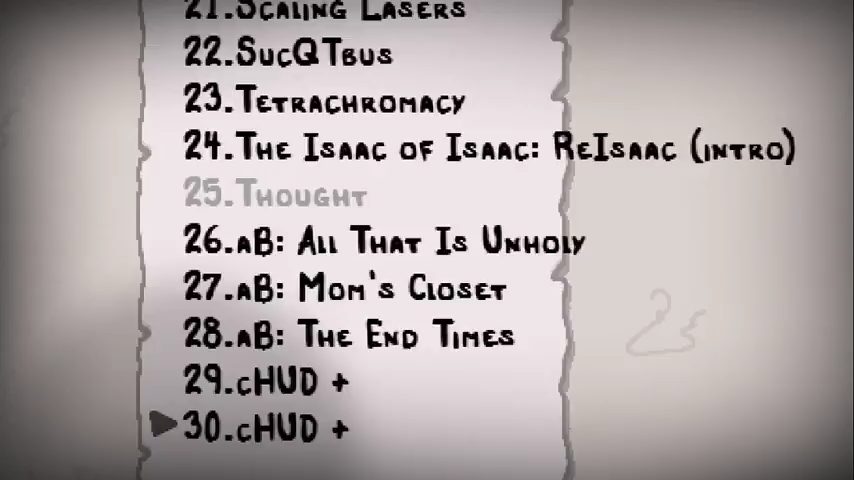 21.Scaling Lasers
22.SucQTbus
23.Tetrachromacy
24.The Isaac of Isaac: ReIsaac (intro)
25.Thought
26.aB: All That Is Unholy
27.aB: Mom's Closet
28.aB: The End Times
29.cHUD +
30.cHUD +